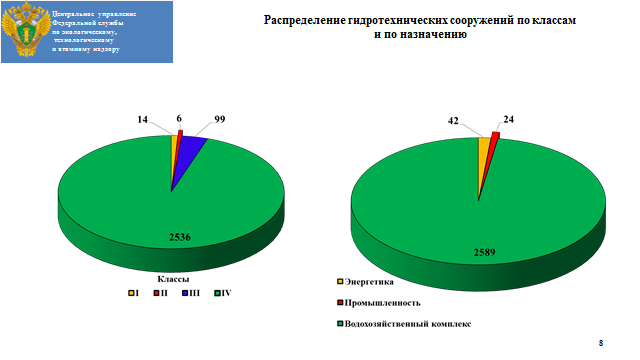 Центральное управление
Федеральной службы
по экологическому,
технологическому
и атомному надзору
Распределение гидротехнических сооружений по классам
и по назначению
14
6
99
2536
Классы
I II III IV
42
24
2589
Энергетика
Промышленность
Водохозяйственный комплекс
8